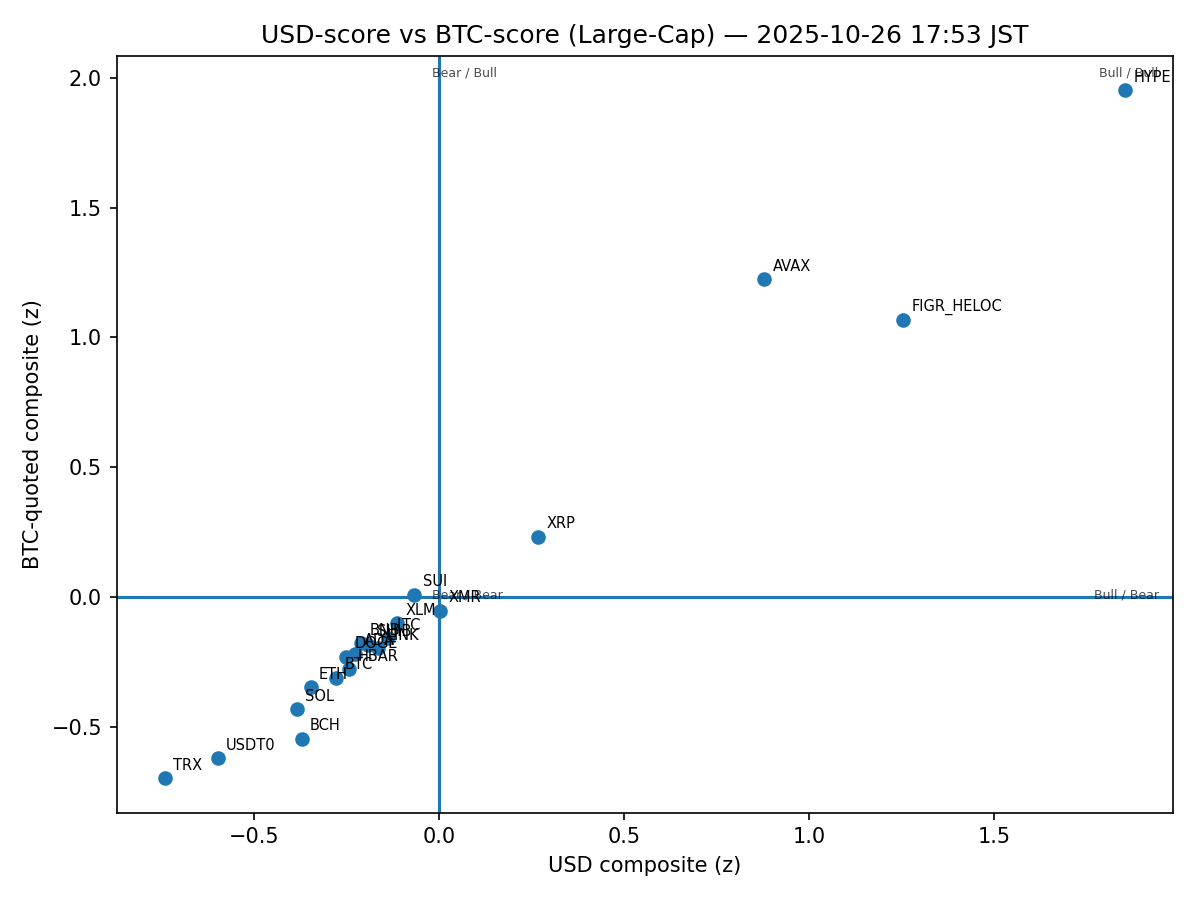 USD-score vs BTC-score (Large-Cap) — 2025-10-26 17:53 JST
Bear / Bull
Bull / Bull
HYPE
AVAX
FIGR_HELOC
XRP
SUI
XMR
Bear / Bear
Bull / Bear
XLM
DOGE
HBAR
BTC
ETH
SOL
BCH
USDT0
TRX
2.0
1.5
1.0
0.5
0.0
−0.5
−0.5
0.0
0.5
1.0
1.5
BTC-quoted composite (z)
USD composite (z)